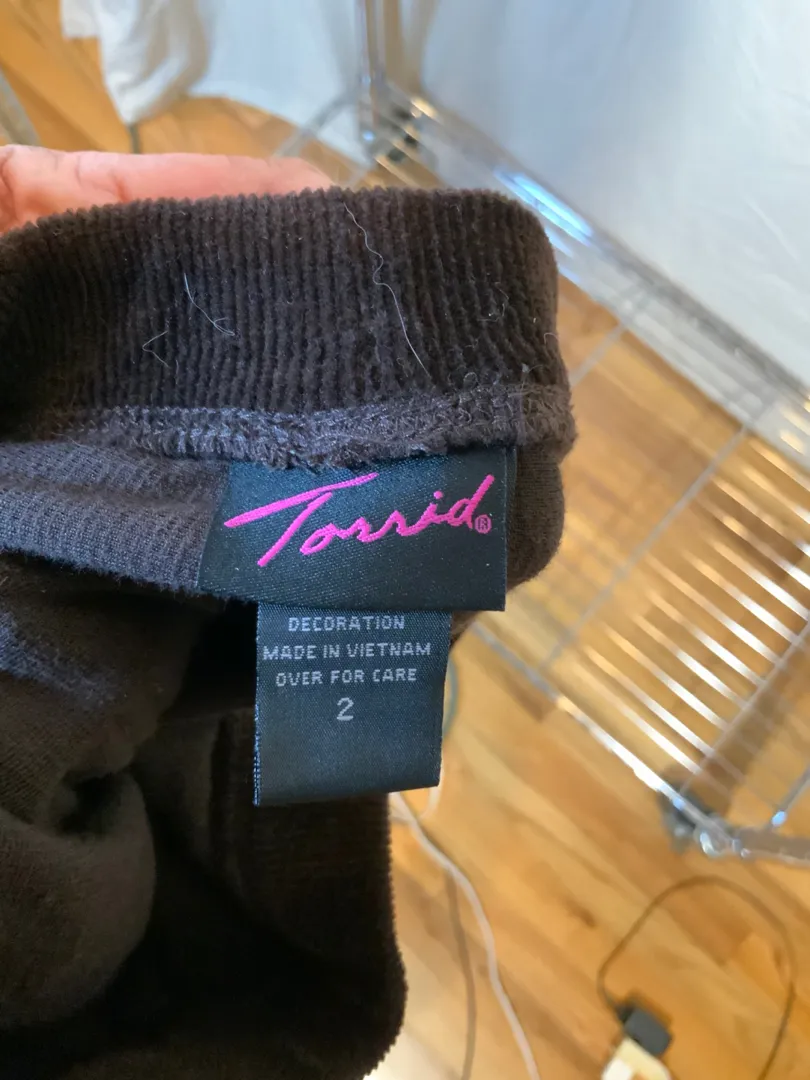 Torrid®
DECORATION
MADE IN VIETNAM
OVER FOR CARE
2